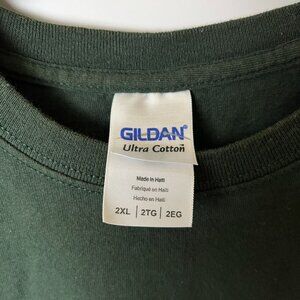 GILDAN®
Ultra Cotton
Made in Haiti
Fabriqué en Haïti
Hecho en Haití
2XL | 2TG | 2EG